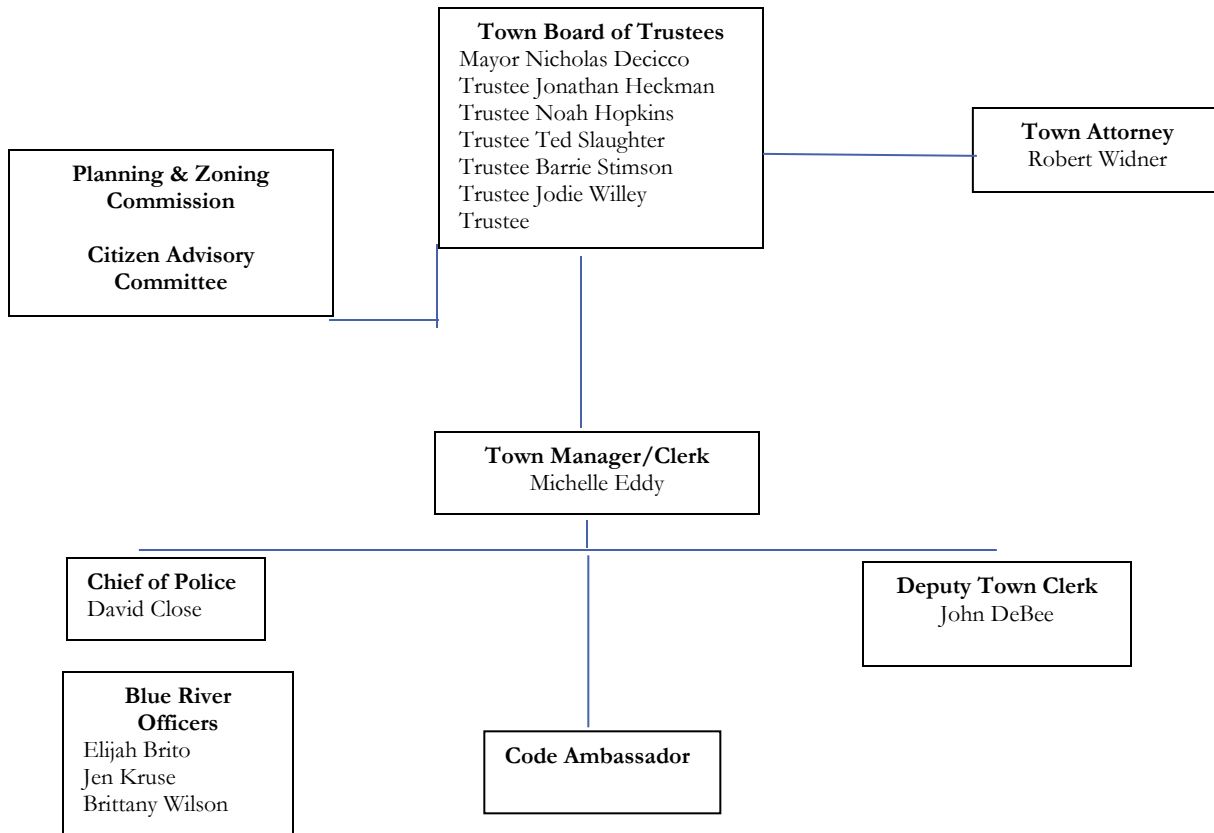 Town Board of Trustees
Mayor Nicholas Decicco
Trustee Jonathan Heckman
Trustee Noah Hopkins
Trustee Ted Slaughter
Trustee Barrie Stimson
Trustee Jodie Willey
Trustee
Town Attorney
Robert Widner
Planning & Zoning
Commission
Citizen Advisory
Committee
Town Manager/Clerk
Michelle Eddy
Chief of Police
David Close
Deputy Town Clerk
John DeBee
Blue River
Officers
Elijah Brito
Jen Kruse
Brittany Wilson
Code Ambassador